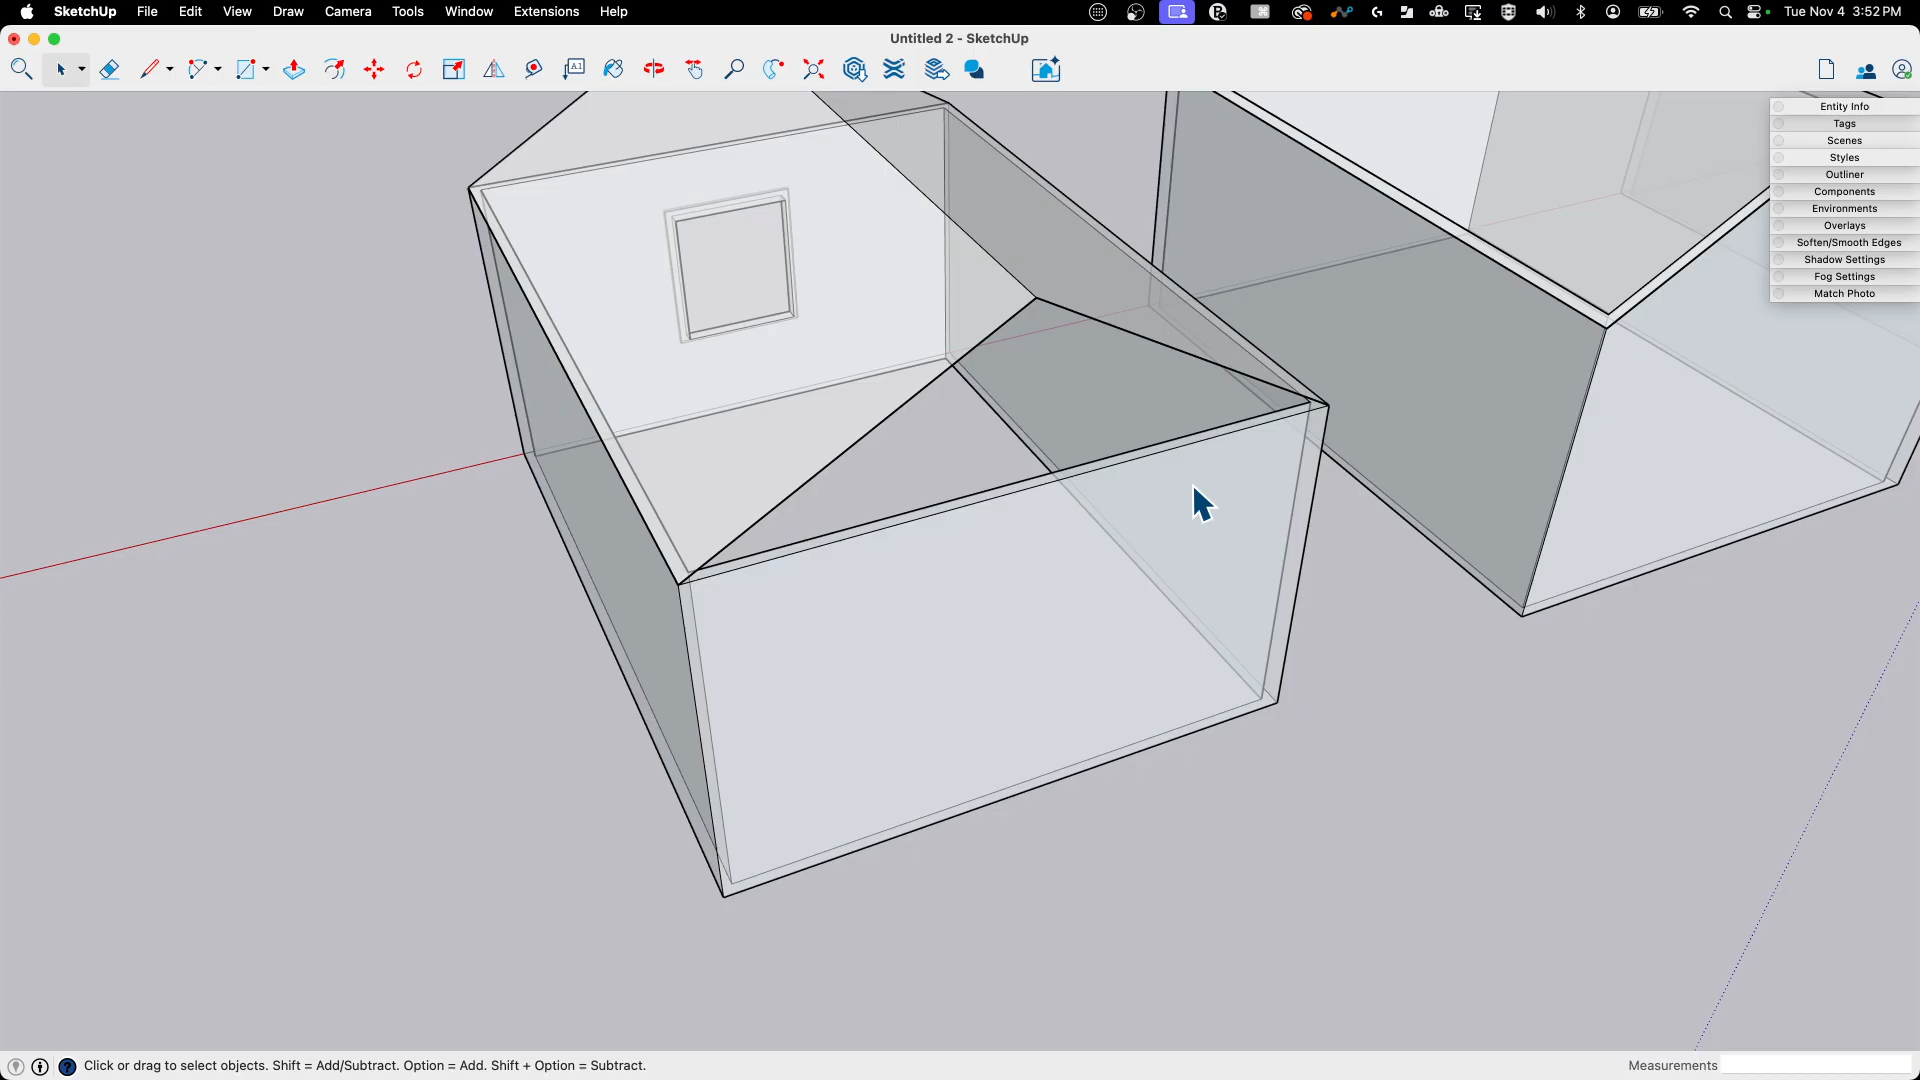 SketchUp File Edit View Draw Camera Tools Window Extensions Help Tue Nov 4 3:52 PM
Untitled 2 - SketchUp
A1
Entity Info
Tags
Scenes
Styles
Outliner
Components
Environments
Overlays
Soften/Smooth Edges
Shadow Settings
Fog Settings
Match Photo
Click or drag to select objects. Shift = Add/Subtract. Option = Add. Shift + Option = Subtract. Measurements